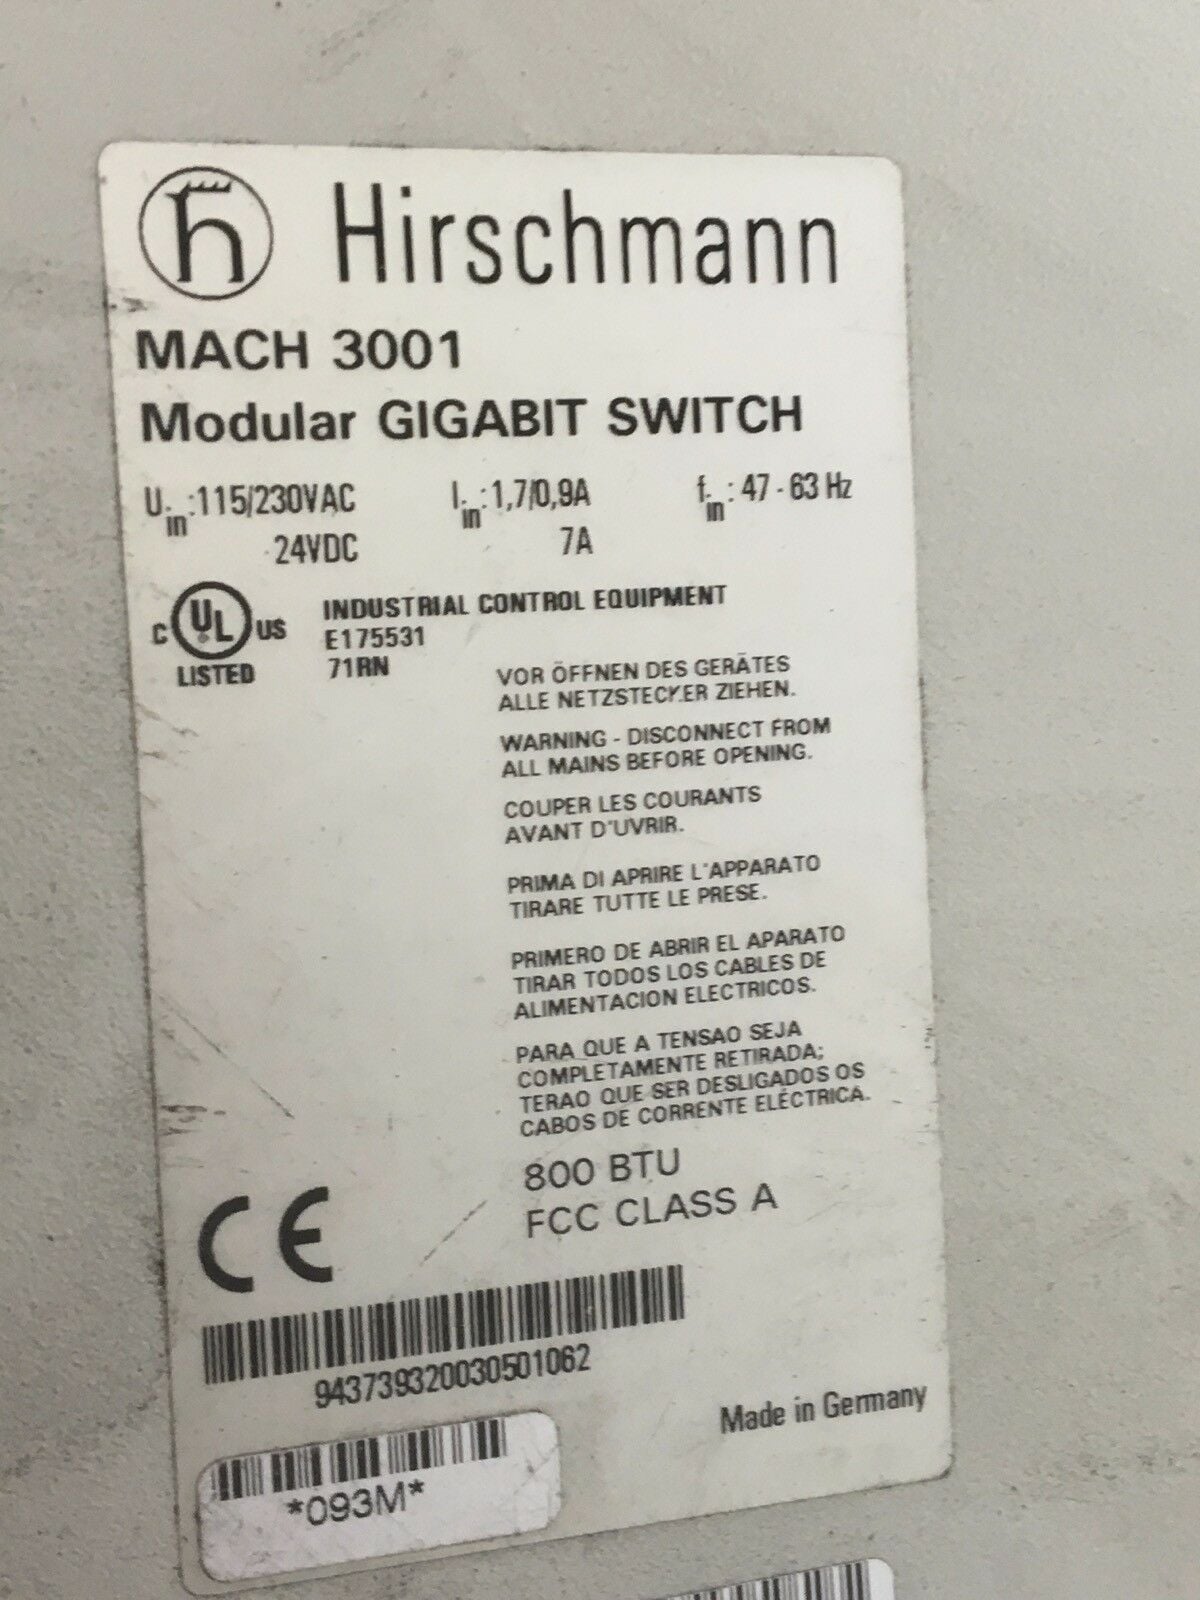 Hirschmann
MACH 3001
Modular GIGABIT SWITCH
Uin:115/230VAC Iin:1,7/0,9A fin:47-63 Hz
24VDC 7A
C UL US INDUSTRIAL CONTROL EQUIPMENT
E175531
LISTED 71RN
VOR ÖFFNEN DES GERÄTES
ALLE NETZSTECKER ZIEHEN.
WARNING - DISCONNECT FROM
ALL MAINS BEFORE OPENING.
COUPER LES COURANTS
AVANT D'UVRIR.
PRIMA DI APRIRE L'APPARATO
TIRARE TUTTE LE PRESE.
PRIMERO DE ABRIR EL APARATO
TIRAR TODOS LOS CABLES DE
ALIMENTACION ELECTRICOS.
PARA QUE A TENSAO SEJA
COMPLETAMENTE RETIRADA;
TERAO QUE SER DESLIGADOS OS
CABOS DE CORRENTE ELÉCTRICA.
800 BTU
FCC CLASS A
CE
943739320030501062
Made in Germany
*093M*